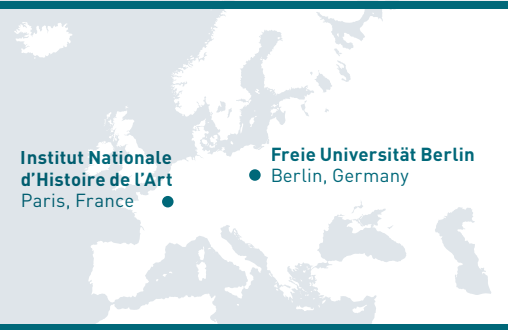 Institut Nationale
d'Histoire de l'Art
Paris, France
Freie Universität Berlin
Berlin, Germany